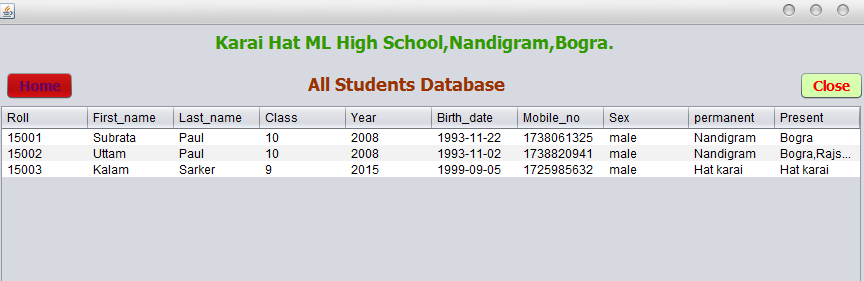 Karai Hat ML High School,Nandigram,Bogra.
Home All Students Database Close
Roll First_name Last_name Class Year Birth_date Mobile_no Sex permanent Present
15001 Subrata Paul 10 2008 1993-11-22 1738061325 male Nandigram Bogra
15002 Uttam Paul 10 2008 1993-11-02 1738820941 male Nandigram Bogra,Rajs...
15003 Kalam Sarker 9 2015 1999-09-05 1725985632 male Hat karai Hat karai